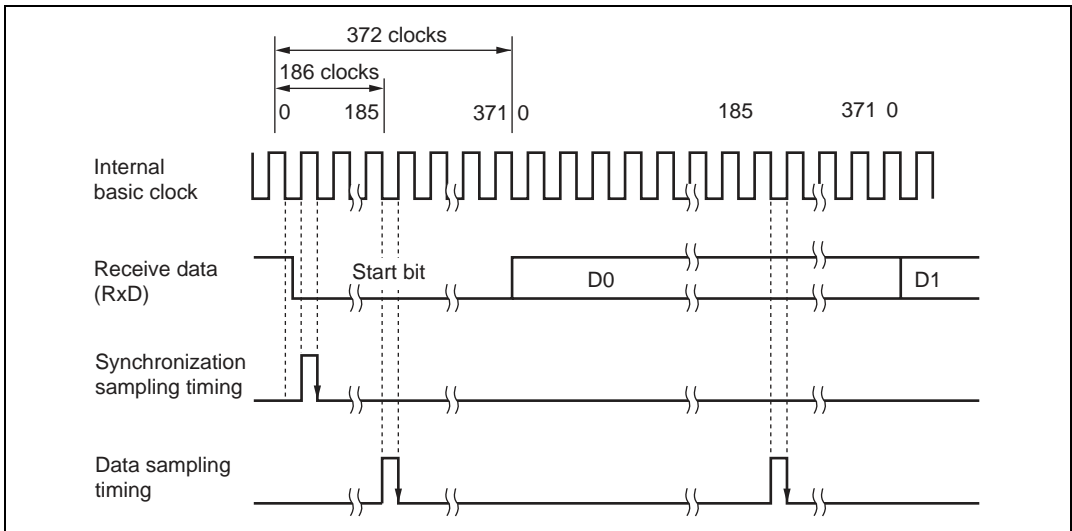 372 clocks
186 clocks
0 185 371 0 185 371 0
Internal
basic clock
Receive data
(RxD)
Start bit D0 D1
Synchronization
sampling timing
Data sampling
timing